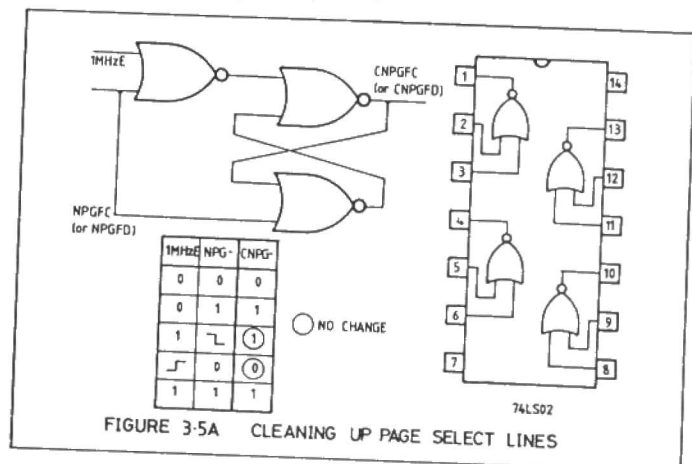 1MHzE
CNPGFC
(or CNPGFD)
NPGFC
(or NPGFD)
1MHzE NPG- CNPG-
0 0 0
0 1 1
1 1
0 0
1 1 1
NO CHANGE
1
2
3
4
5
6
7
14
13
12
11
10
9
8
74LS02
FIGURE 3·5A CLEANING UP PAGE SELECT LINES